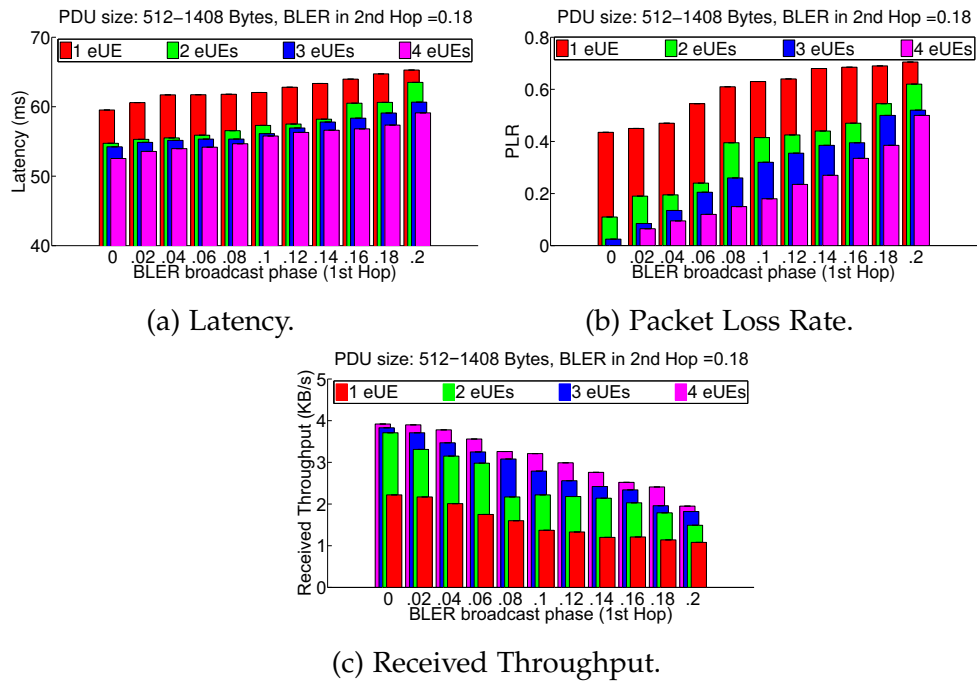 PDU size: 512−1408 Bytes, BLER in 2nd Hop =0.18
70
1 eUE 2 eUEs 3 eUEs 4 eUEs
60
50
40
Latency (ms)
0 .02 .04 .06 .08 .1 .12 .14 .16 .18 .2
BLER broadcast phase (1st Hop)
(a) Latency.
PDU size: 512−1408 Bytes, BLER in 2nd Hop =0.18
0.8
1 eUE 2 eUEs 3 eUEs 4 eUEs
0.6
0.4
0.2
0
PLR
0 .02 .04 .06 .08 .1 .12 .14 .16 .18 .2
BLER broadcast phase (1st Hop)
(b) Packet Loss Rate.
PDU size: 512−1408 Bytes, BLER in 2nd Hop =0.18
5
1 eUE 2 eUEs 3 eUEs 4 eUEs
4
3
2
1
0
Received Throughput (KB/s)
0 .02 .04 .06 .08 .1 .12 .14 .16 .18 .2
BLER broadcast phase (1st Hop)
(c) Received Throughput.